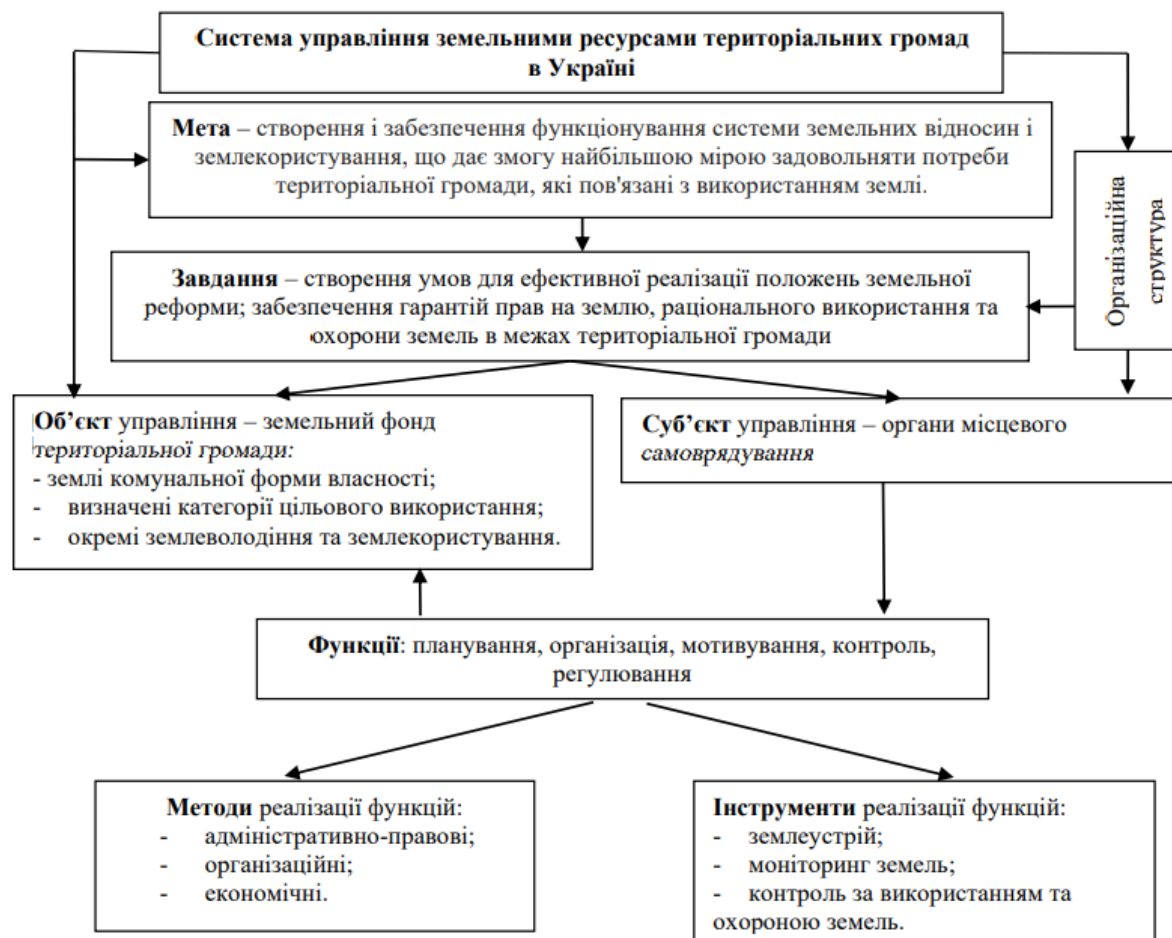 Система управління земельними ресурсами територіальних громад
в Україні
Мета – створення і забезпечення функціонування системи земельних відносин і
землекористування, що дає змогу найбільшою мірою задовольняти потреби
територіальної громади, які пов'язані з використанням землі.
Організаційна
структура
Завдання – створення умов для ефективної реалізації положень земельної
реформи; забезпечення гарантій прав на землю, раціонального використання та
охорони земель в межах територіальної громади
Об’єкт управління – земельний фонд
територіальної громади:
- землі комунальної форми власності;
- визначені категорії цільового використання;
- окремі землеволодіння та землекористування.
Суб’єкт управління – органи місцевого
самоврядування
Функції: планування, організація, мотивування, контроль,
регулювання
Методи реалізації функцій:
- адміністративно-правові;
- організаційні;
- економічні.
Інструменти реалізації функцій:
- землеустрій;
- моніторинг земель;
- контроль за використанням та
охороною земель.